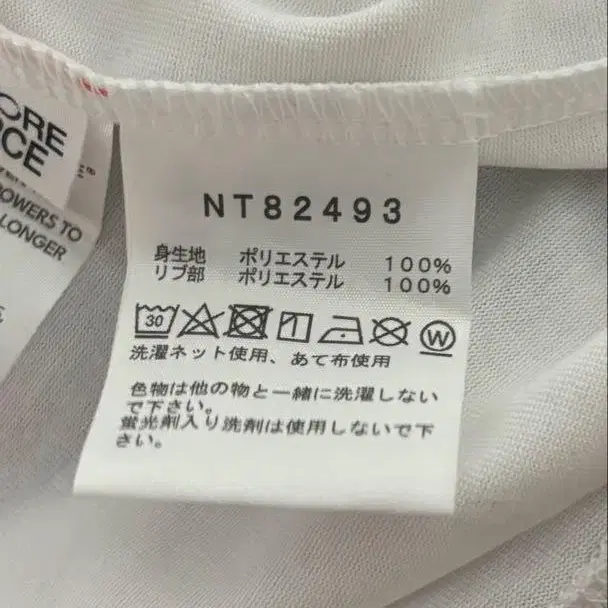 ORE
RCE
POWERS TO
LONGER
NT82493
身生地 ポリエステル 100%
リブ部 ポリエステル 100%
30 W
洗濯ネット使用、あて布使用
色物は他の物と一緒に洗濯しない
で下さい。
蛍光剤入り洗剤は使用しないで下
さい。